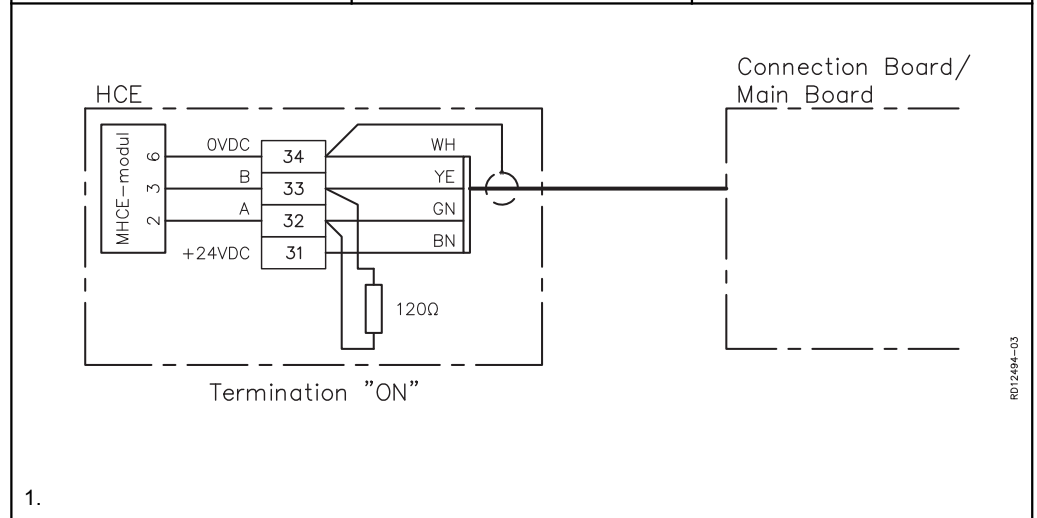 Connection Board/
Main Board
HCE
MHCE-modul
6
3
2
0VDC
B
A
+24VDC
34
33
32
31
WH
YE
GN
BN
120Ω
Termination "ON"
RD12494-03
1.